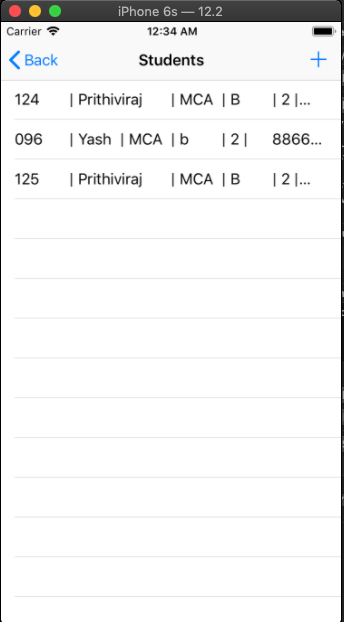 iPhone 6s — 12.2
Carrier 12:34 AM
Back Students +
124 | Prithiviraj | MCA | B | 2 |...
096 | Yash | MCA | b | 2 | 8866...
125 | Prithiviraj | MCA | B | 2 |...